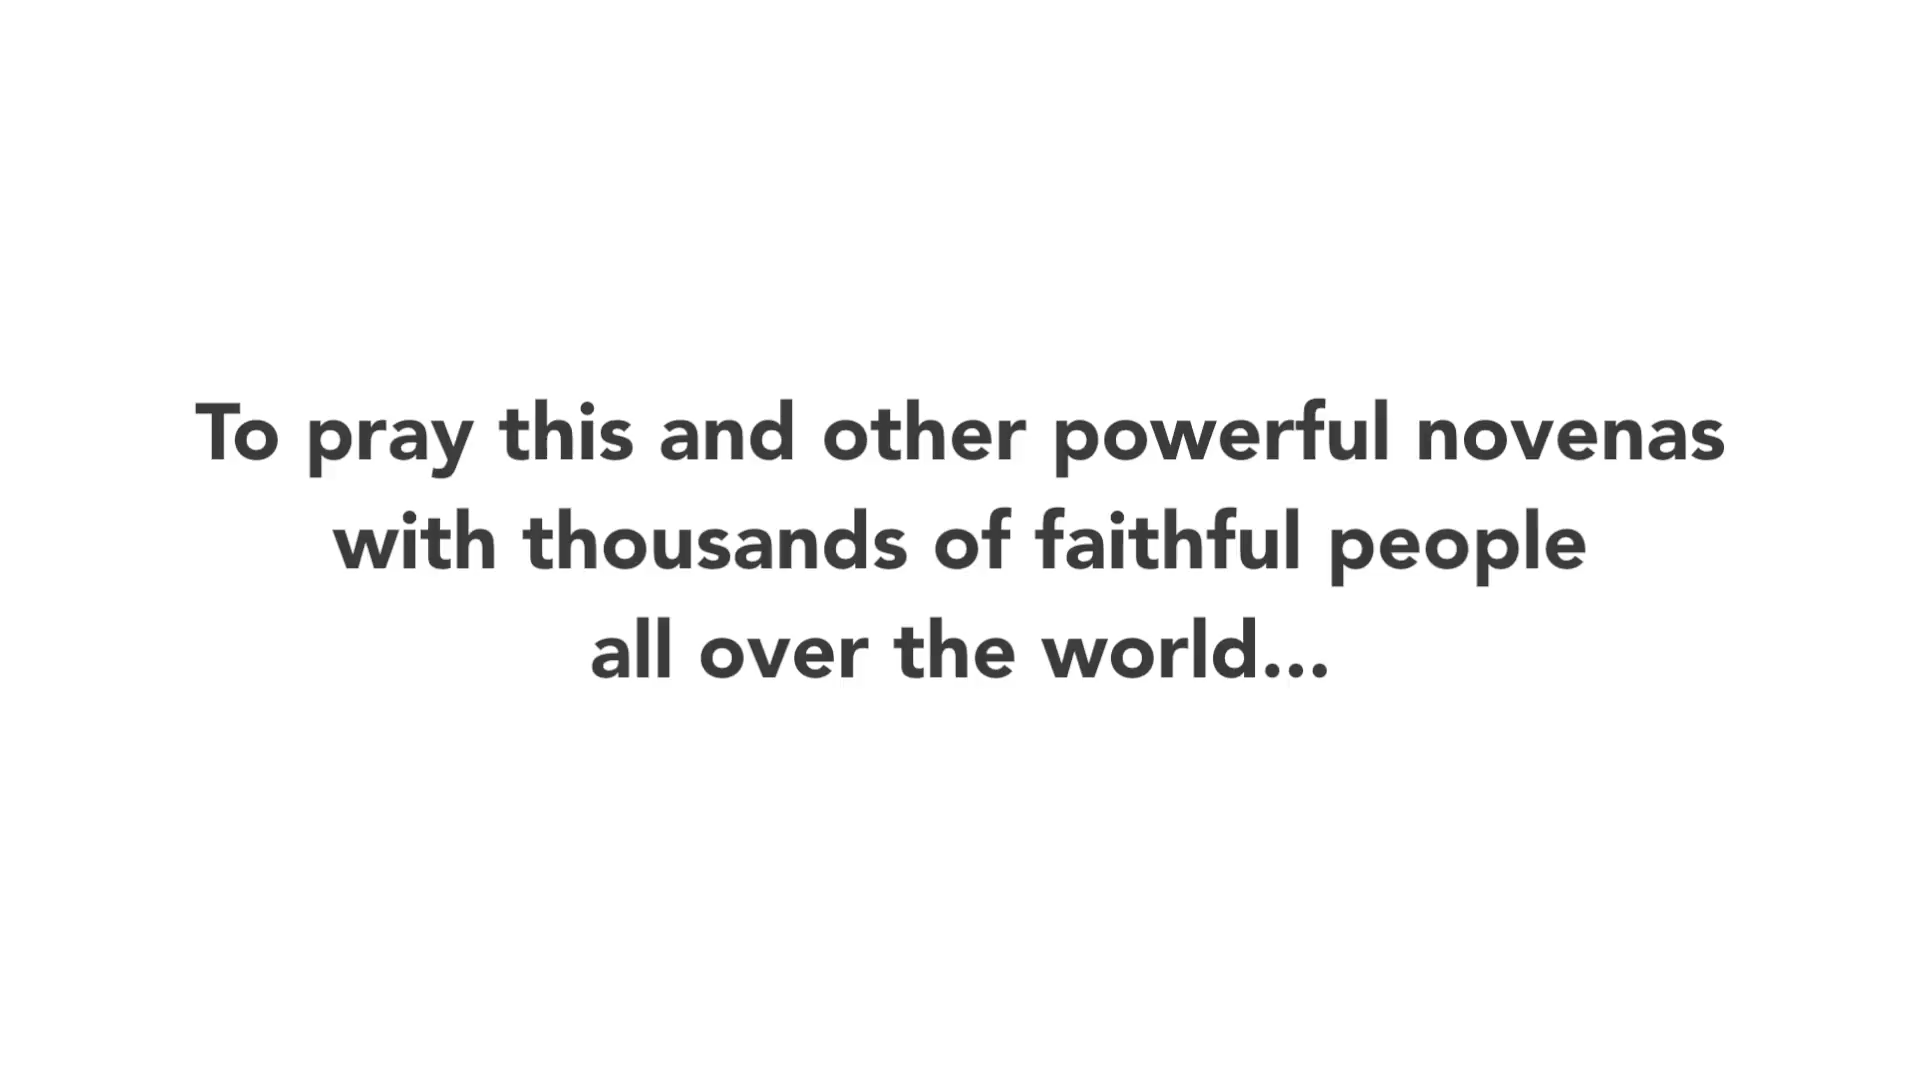 To pray this and other powerful novenas
with thousands of faithful people
all over the world...